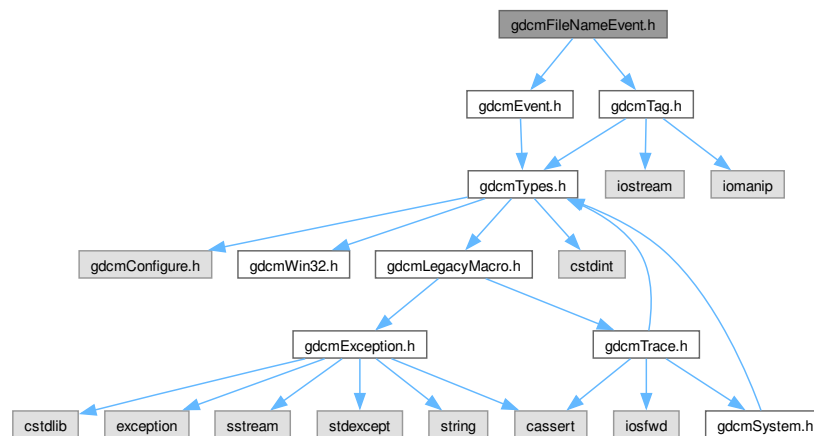 gdcmFileNameEvent.h
gdcmEvent.h
gdcmTag.h
gdcmTypes.h
iostream
iomanip
gdcmConfigure.h
gdcmWin32.h
gdcmLegacyMacro.h
cstdint
gdcmException.h
gdcmTrace.h
cstdlib
exception
sstream
stdexcept
string
cassert
iosfwd
gdcmSystem.h